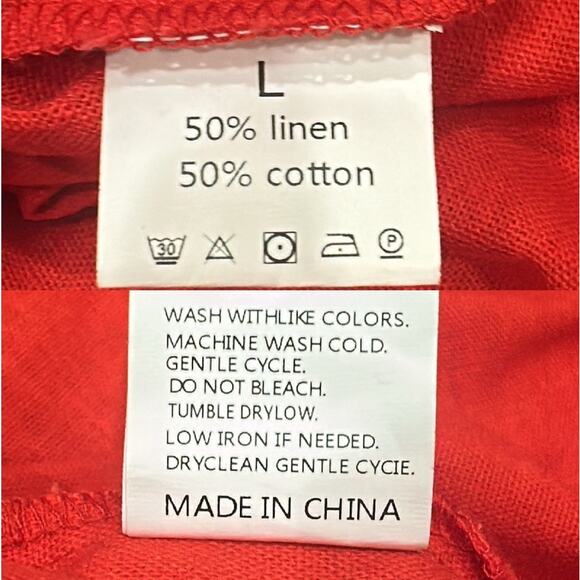 L
50% linen
50% cotton
30 P
WASH WITHLIKE COLORS.
MACHINE WASH COLD.
GENTLE CYCLE.
DO NOT BLEACH.
TUMBLE DRYLOW.
LOW IRON IF NEEDED.
DRYCLEAN GENTLE CYCIE.
MADE IN CHINA